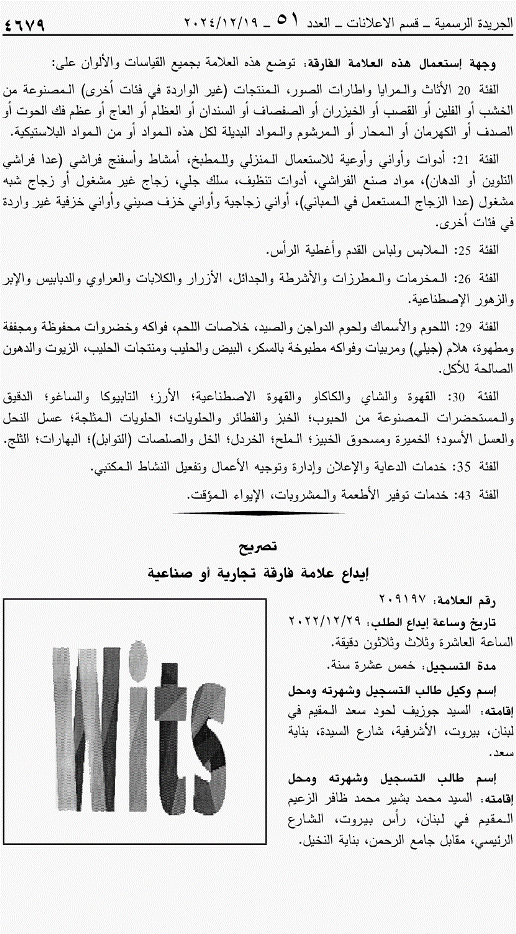 الجريدة الرسمية ــ قسم الاعلانات ــ العدد ٥١ ــ ٢٠٢٤/١٢/١٩
٤٦٧٩
وجهة إستعمال هذه العلامة الفارقة: توضع هذه العلامة بجميع القياسات والألوان على:
الفئة 20 الأثاث والمرايا واطارات الصور، المنتجات (غير الواردة في فئات أخرى) المصنوعة من
الخشب أو الفلين أو القصب أو الخيزران أو الصفصاف أو السندان أو العظام أو العاج أو عظم فك الحوت أو
الصدف أو الكهرمان أو المحار أو المرشوم والمواد البديلة لكل هذه المواد أو من المواد البلاستيكية.
الفئة 21: أدوات وأواني وأوعية للاستعمال المنزلي وللمطبخ، أمشاط وأسفنج فراشي (عدا فراشي
التلوين أو الدهان)، مواد صنع الفراشي، أدوات تنظيف، سلك جلي، زجاج غير مشغول أو زجاج شبه
مشغول (عدا الزجاج المستعمل في المباني)، أواني زجاجية وأواني خزف صيني وأواني خزفية غير واردة
في فئات أخرى.
الفئة 25: الملابس ولباس القدم وأغطية الرأس.
الفئة 26: المخرمات والمطرزات والأشرطة والجدائل، الأزرار والكلابات والعراوي والدبابيس والإبر
والزهور الإصطناعية.
الفئة 29: اللحوم والأسماك ولحوم الدواجن والصيد، خلاصات اللحم، فواكه وخضروات محفوظة ومجففة
ومطهوة، هلام (جيلي) ومربيات وفواكه مطبوخة بالسكر، البيض والحليب ومنتجات الحليب، الزيوت والدهون
الصالحة للأكل.
الفئة 30: القهوة والشاي والكاكاو والقهوة الاصطناعية؛ الأرز؛ التابيوكا والساغو؛ الدقيق
والمستحضرات المصنوعة من الحبوب؛ الخبز والفطائر والحلويات؛ الحلويات المثلجة؛ عسل النحل
والعسل الأسود؛ الخميرة ومسحوق الخبيز؛ الملح؛ الخردل؛ الخل والصلصات (التوابل)؛ البهارات؛ الثلج.
الفئة 35: خدمات الدعاية والإعلان وإدارة وتوجيه الأعمال وتفعيل النشاط المكتبي.
الفئة 43: خدمات توفير الأطعمة والمشروبات، الإيواء المؤقت.
تصريح
إيداع علامة فارقة تجارية أو صناعية
رقم العلامة: ٢٠٩١٩٧
تاريخ وساعة إيداع الطلب: ٢٠٢٢/١٢/٢٩
الساعة العاشرة وثلاث وثلاثون دقيقة.
مدة التسجيل: خمس عشرة سنة.
إسم وكيل طالب التسجيل وشهرته ومحل
إقامته: السيد جوزيف لحود سعد المقيم في
لبنان، بيروت، الأشرفية، شارع السيدة، بناية
سعد.
إسم طالب التسجيل وشهرته ومحل
إقامته: السيد محمد بشير محمد ظافر الزعيم
المقيم في لبنان، رأس بيروت، الشارع
الرئيسي، مقابل جامع الرحمن، بناية النخيل.
Wits